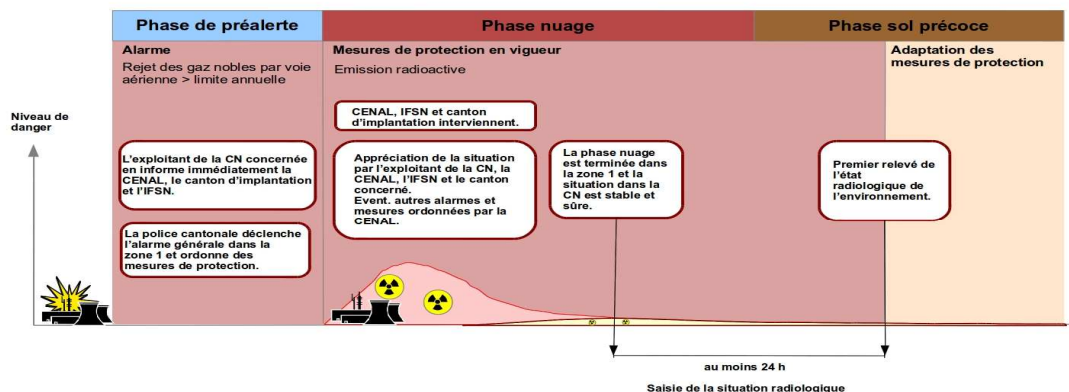 Phase de préalerte
Phase nuage
Phase sol précoce
Alarme
Rejet des gaz nobles par voie
aérienne > limite annuelle
Mesures de protection en vigueur
Emission radioactive
Adaptation des
mesures de protection
Niveau de
danger
CENAL, IFSN et canton
d'implantation interviennent.
L'exploitant de la CN concernée
en informe immédiatement la
CENAL, le canton d'implantation
et l'IFSN.
Appréciation de la situation
par l'exploitant de la CN, la
CENAL, l'IFSN et le canton
concerné.
Event. autres alarmes et
mesures ordonnées par la
CENAL.
La phase nuage
est terminée dans
la zone 1 et la
situation dans la
CN est stable et
sûre.
Premier relevé de
l'état
radiologique de
l'environnement.
La police cantonale déclenche
l'alarme générale dans la
zone 1 et ordonne des
mesures de protection.
au moins 24 h
Saisie de la situation radiologique